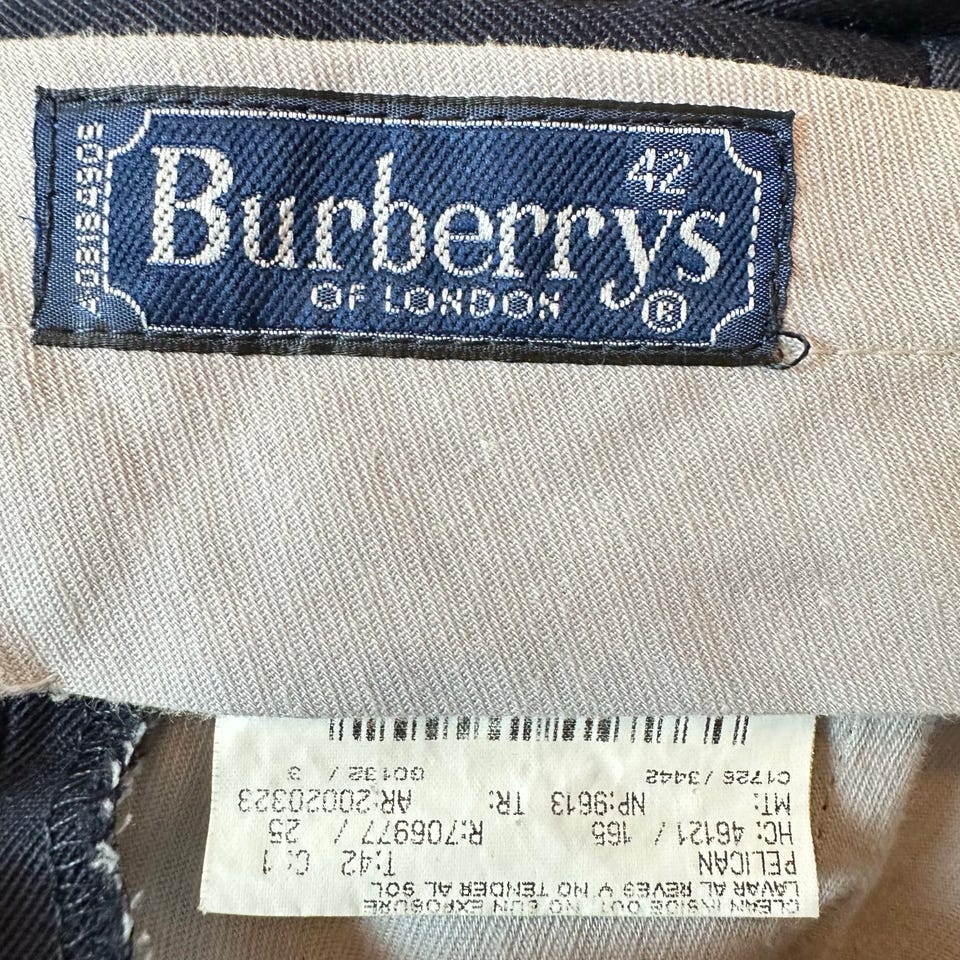 42
Burberrys
OF LONDON ®
CLEAN INSIDE OUT. NO SUN EXPOSURE
LAVAR AL REVES Y NO TENDER AL SOL
PELICAN T:42 C:1
HC: 46121 / 165 R:706977 / 25
MT: NP:9613 TR: AR:20020323
C1726 /3442 G0132 / 3